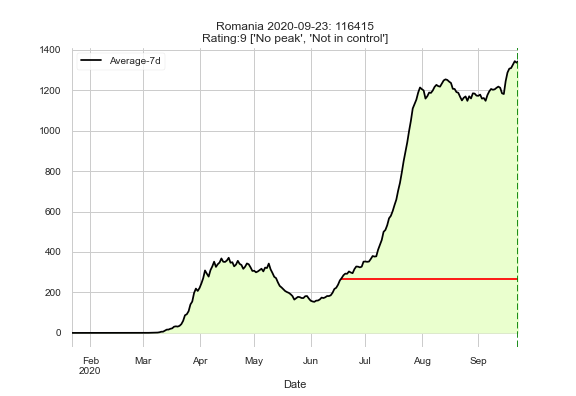 Romania 2020-09-23: 116415
Rating:9 ['No peak', 'Not in control']
1400
Average-7d
1200
1000
800
600
400
200
0
Feb Mar Apr May Jun Jul Aug Sep
2020
Date